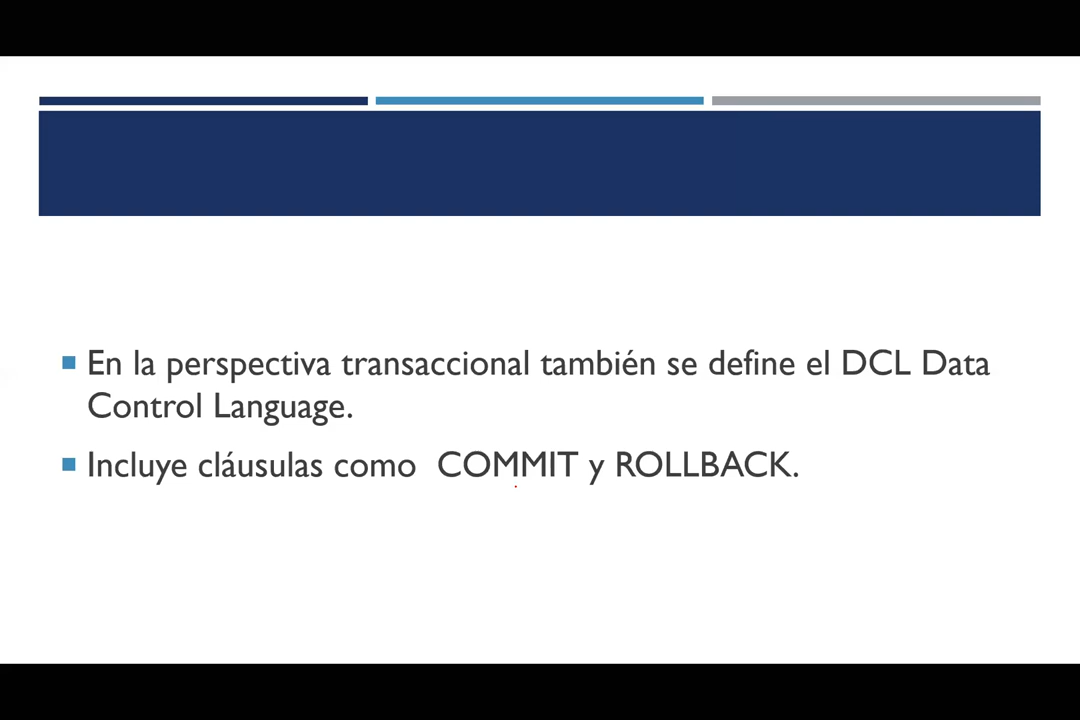 En la perspectiva transaccional también se define el DCL Data
Control Language.
Incluye cláusulas como  COMMIT y ROLLBACK.